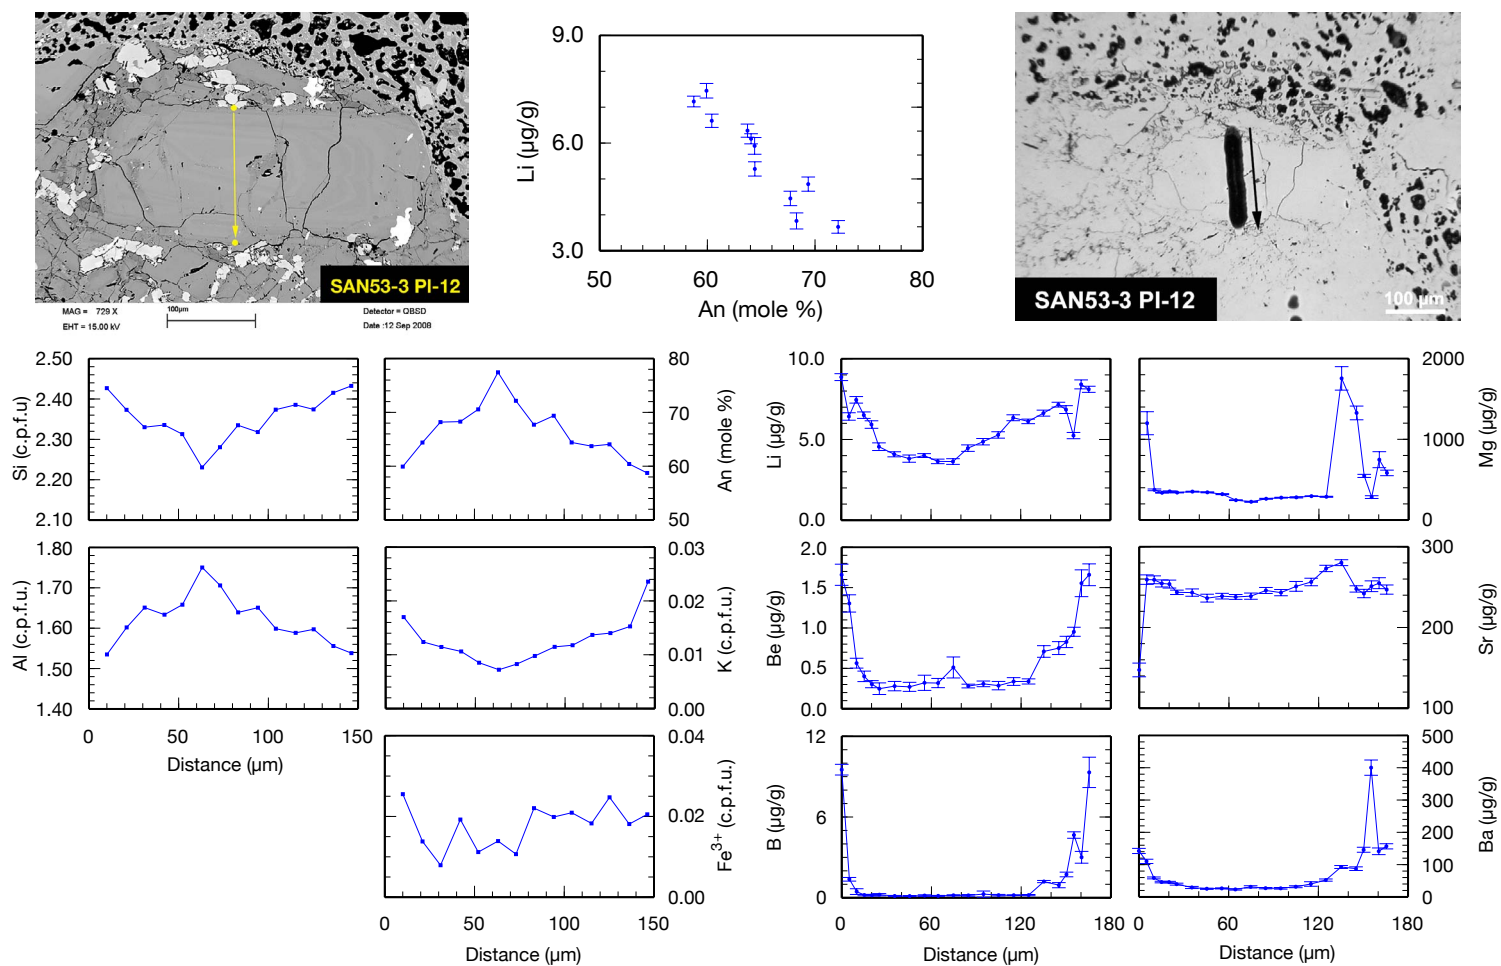 SAN53-3 Pl-12
MAG = 729 X
100µm
Detector = QBSD
EHT = 15.00 kV
Date :12 Sep 2008
9.0
6.0
3.0
Li (µg/g)
50 60 70 80
An (mole %)
SAN53-3 Pl-12
100 µm
2.50
2.40
2.30
2.20
2.10
Si (c.p.f.u)
80
70
60
50
An (mole %)
10.0
5.0
0.0
Li (µg/g)
2000
1000
0
Mg (µg/g)
1.80
1.70
1.60
1.50
1.40
Al (c.p.f.u.)
0 50 100 150
Distance (µm)
0.03
0.02
0.01
0.00
K (c.p.f.u.)
2.0
1.5
1.0
0.5
0.0
Be (µg/g)
300
200
100
Sr (µg/g)
0.04
0.02
0.00
Fe3+ (c.p.f.u.)
0 50 100 150
Distance (µm)
12
6
0
B (µg/g)
0 60 120 180
Distance (µm)
500
400
300
200
100
0
Ba (µg/g)
0 60 120 180
Distance (µm)